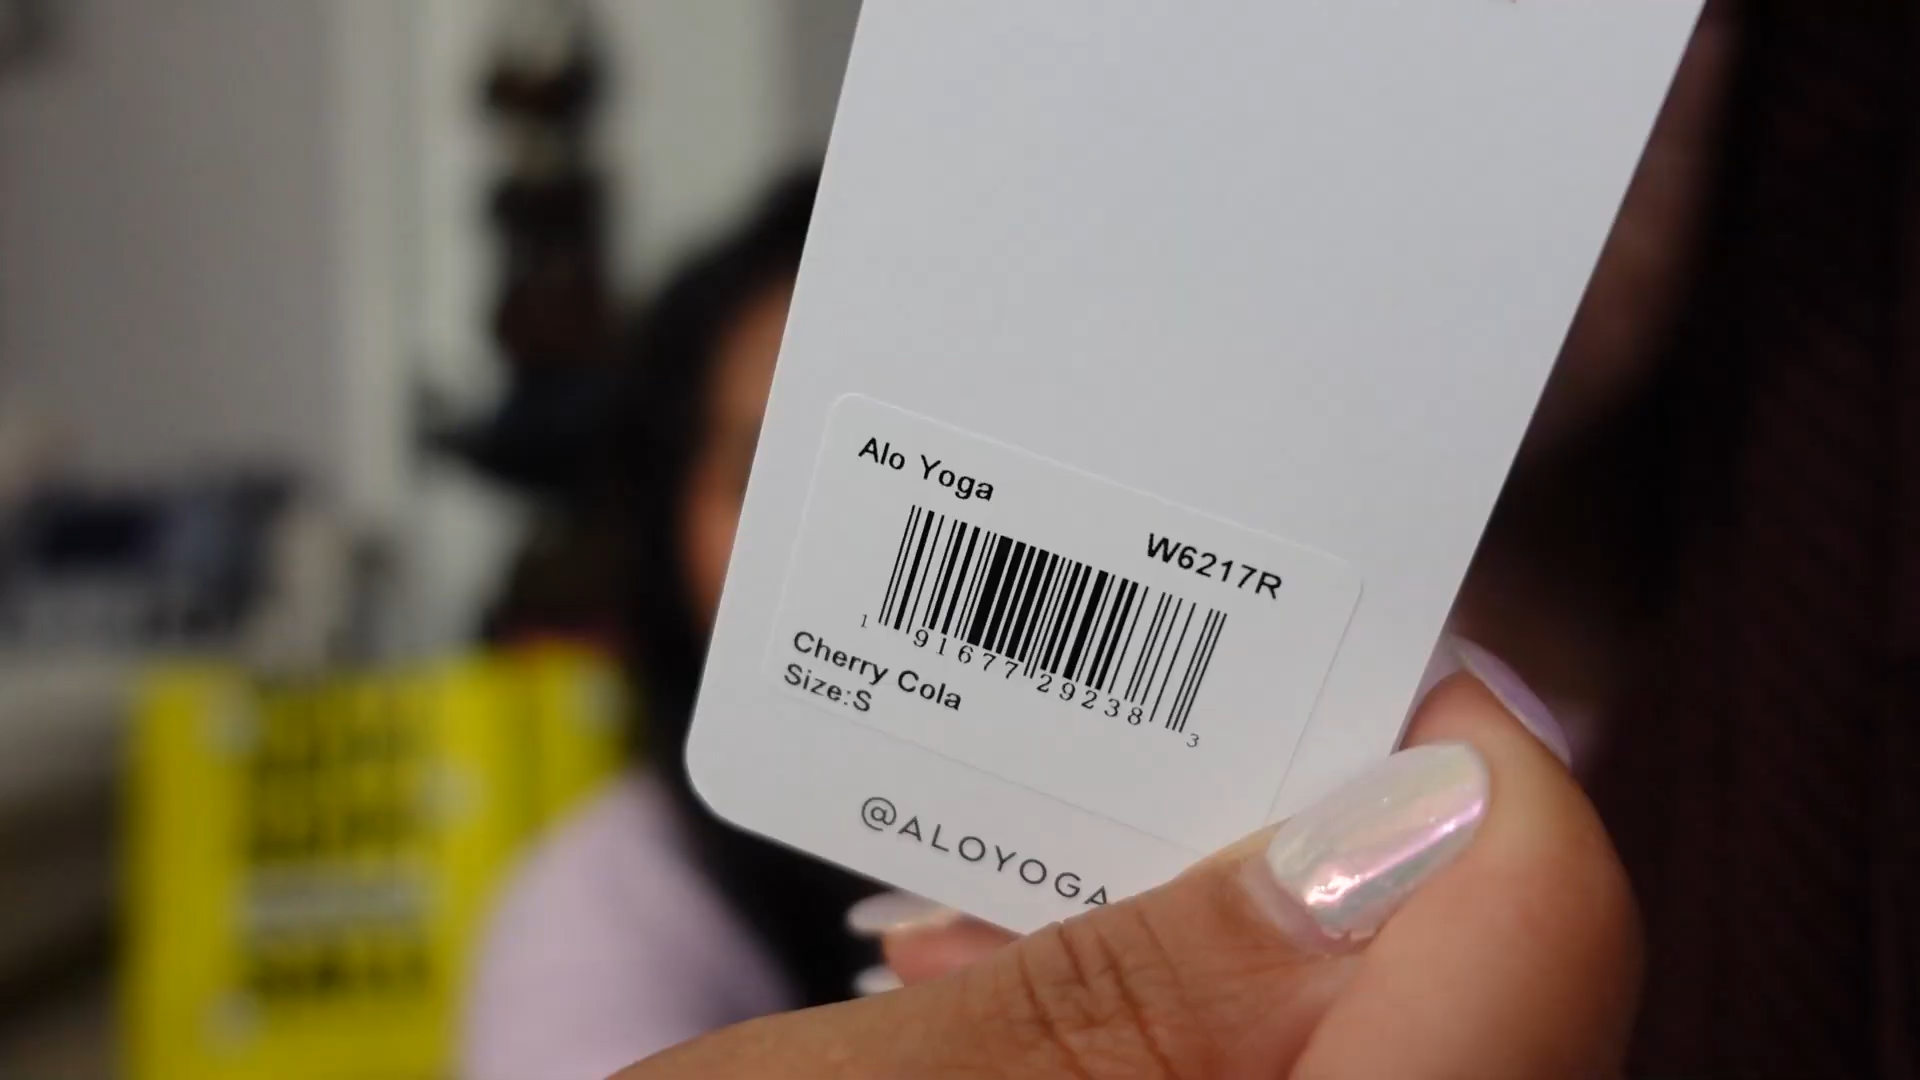 Alo Yoga
W6217R
1 91677 29238 3
Cherry Cola
Size:S
@ALOYOGA